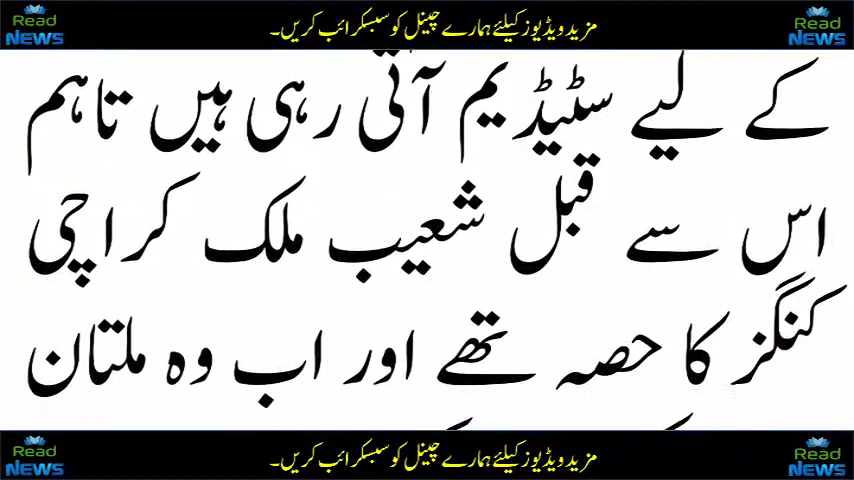 Read NEWS
مزید ویڈیوز کیلئے ہمارے چینل کو سبسکرائب کریں۔
Read NEWS
کے لیے سٹیڈیم آتی رہی ہیں تاہم
اس سے قبل شعیب ملک کراچی
کنگز کا حصہ تھے اور اب وہ ملتان
Read NEWS
مزید ویڈیوز کیلئے ہمارے چینل کو سبسکرائب کریں۔
Read NEWS